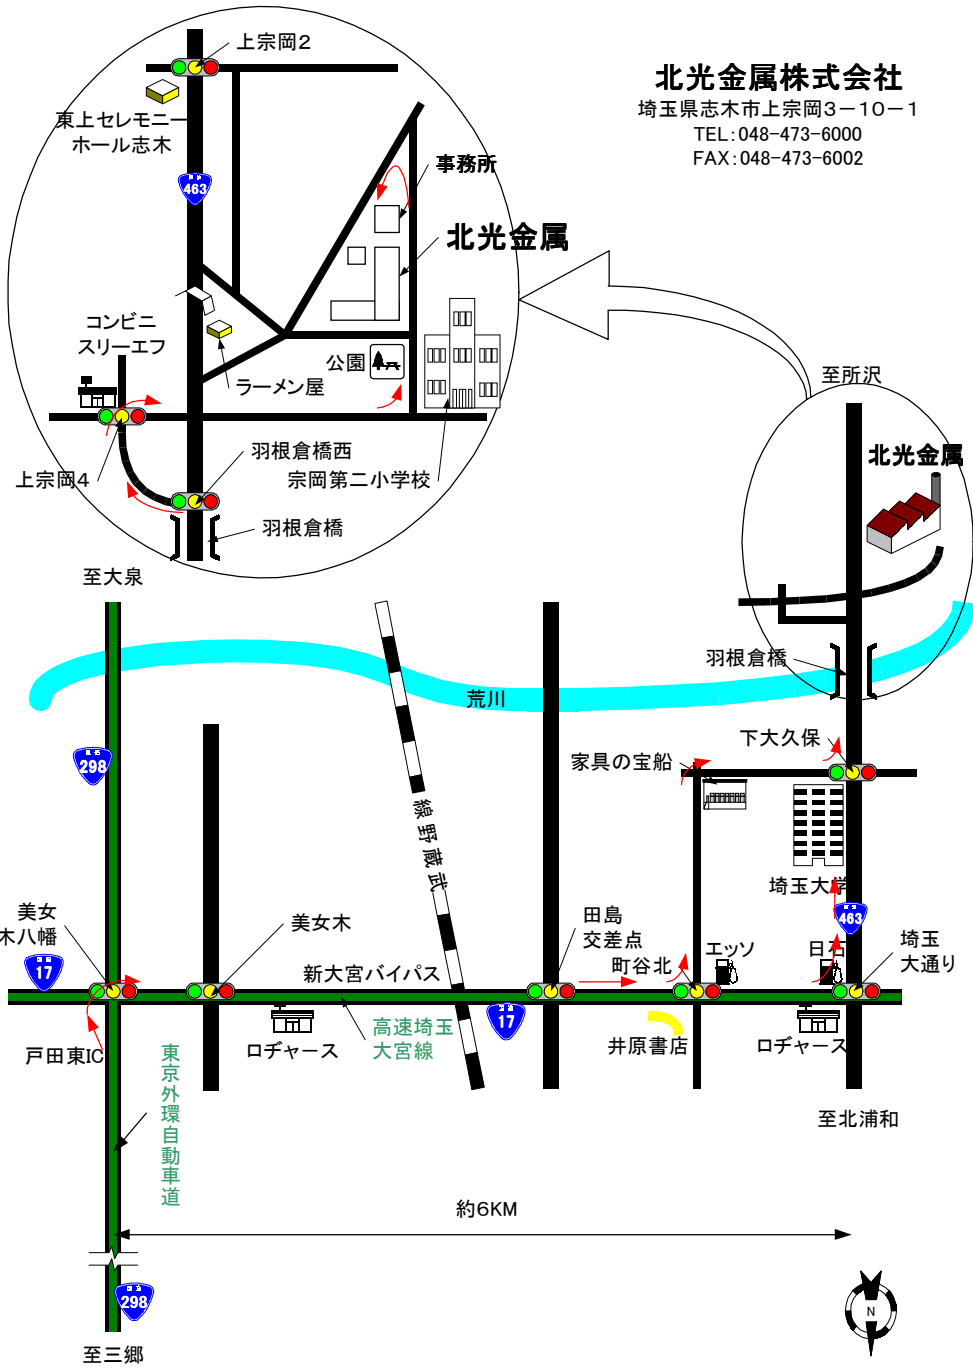 上宗岡2
北光金属株式会社
埼玉県志木市上宗岡3-10-1
TEL:048-473-6000
FAX:048-473-6002
東上セレモニー
ホール志木
事務所
463
北光金属
コンビニ
スリーエフ
公園
ラーメン屋
至所沢
北光金属
羽根倉橋西
上宗岡4
宗岡第二小学校
羽根倉橋
至大泉
羽根倉橋
荒川
298
下大久保
家具の宝船
線野蔵武
埼玉大学
美女
木八幡
美女木
田島
交差点
463
埼玉
大通り
17
新大宮バイパス
町谷北
エッソ
日石
戸田東IC
ロヂャース
高速埼玉
大宮線
17
井原書店
ロヂャース
東京外環自動車道
至北浦和
約6KM
298
N
至三郷